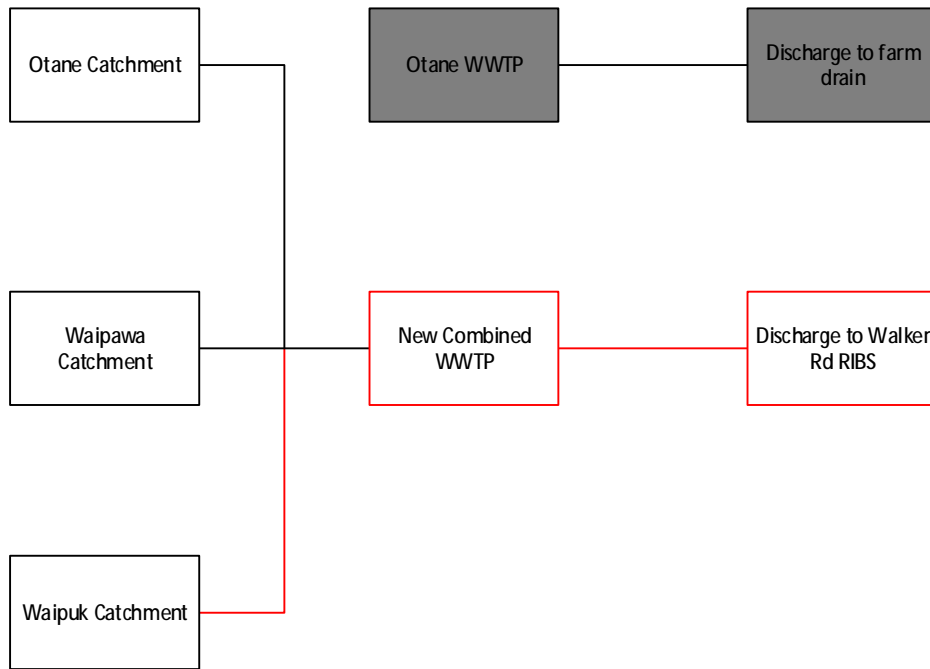 Otane Catchment
Otane WWTP
Discharge to farm
drain
Waipawa
Catchment
New Combined
WWTP
Discharge to Walker
Rd RIBS
Waipuk Catchment